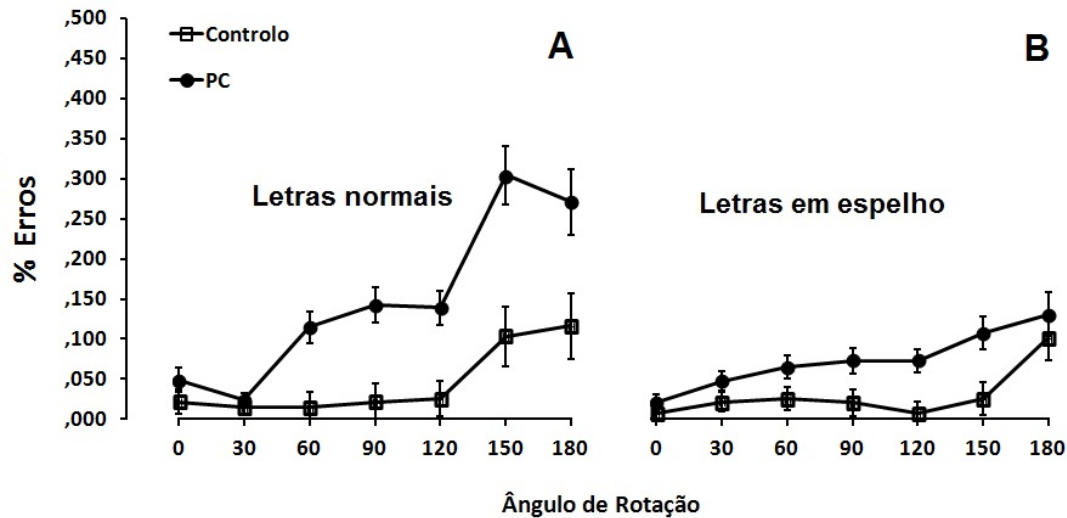 ,500
,450
,400
,350
,300
,250
,200
,150
,100
,050
,000
% Erros
Controlo
PC
A
Letras normais
0 30 60 90 120 150 180
B
Letras em espelho
0 30 60 90 120 150 180
Ângulo de Rotação